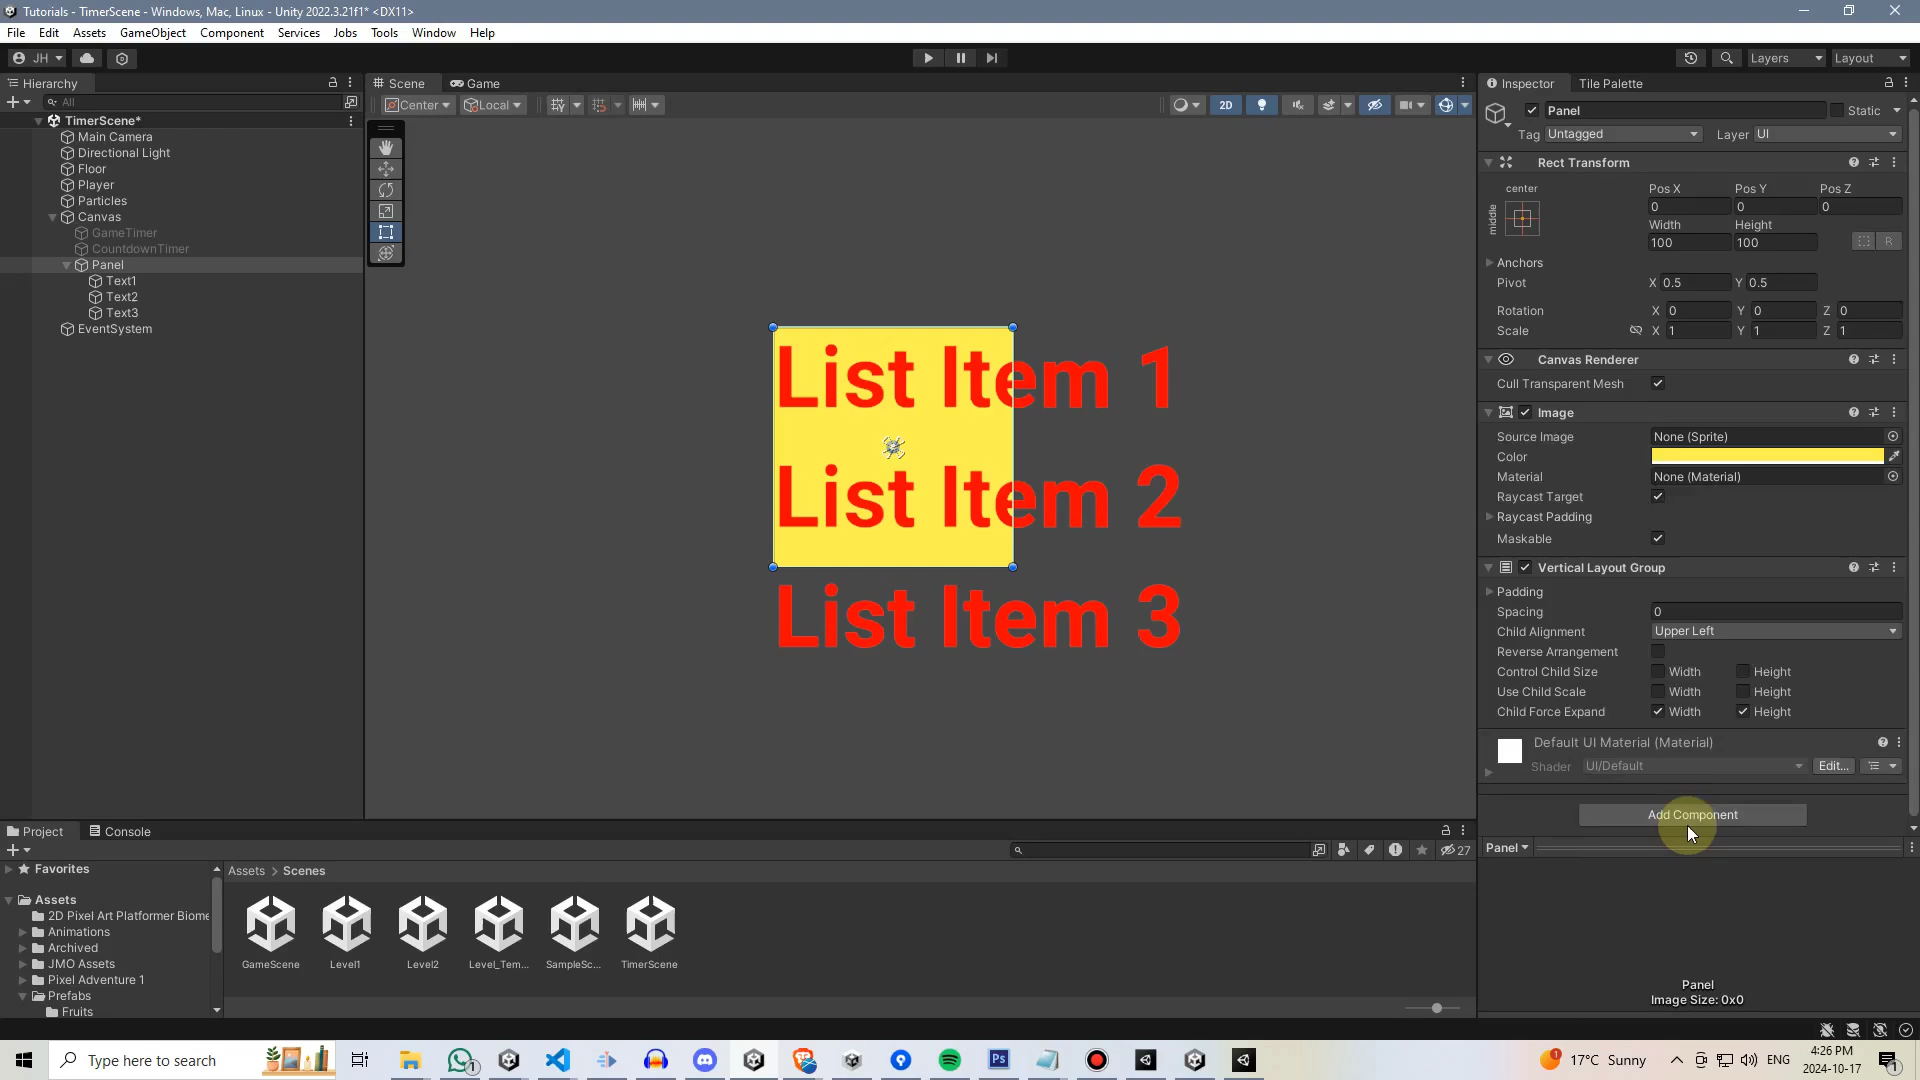 Tutorials - TimerScene - Windows, Mac, Linux - Unity 2022.3.21f1* <DX11>
File Edit Assets GameObject Component Services Jobs Tools Window Help
JH Layers Layout
Hierarchy Scene Game Inspector Tile Palette
All Center Local 2D Panel Static
TimerScene*
Main Camera
Directional Light
Floor
Player
Particles
Canvas
GameTimer
CountdownTimer
Panel
Text1
Text2
Text3
EventSystem
List Item 1
List Item 2
List Item 3
Tag Untagged Layer UI
Rect Transform
center Pos X Pos Y Pos Z
middle 0 0 0
Width Height
100 100 R
Anchors
Pivot X 0.5 Y 0.5
Rotation X 0 Y 0 Z 0
Scale X 1 Y 1 Z 1
Canvas Renderer
Cull Transparent Mesh
Image
Source Image None (Sprite)
Color
Material None (Material)
Raycast Target
Raycast Padding
Maskable
Vertical Layout Group
Padding
Spacing 0
Child Alignment Upper Left
Reverse Arrangement
Control Child Size Width Height
Use Child Scale Width Height
Child Force Expand Width Height
Default UI Material (Material)
Shader UI/Default Edit...
Add Component
Panel
Panel
Image Size: 0x0
Project Console
27
Favorites
Assets
2D Pixel Art Platformer Biome
Animations
Archived
JMO Assets
Pixel Adventure 1
Prefabs
Fruits
Assets > Scenes
GameScene Level1 Level2 Level_Tem... SampleSc... TimerScene
Type here to search
1
1 17°C Sunny ENG 4:26 PM
2024-10-17 1